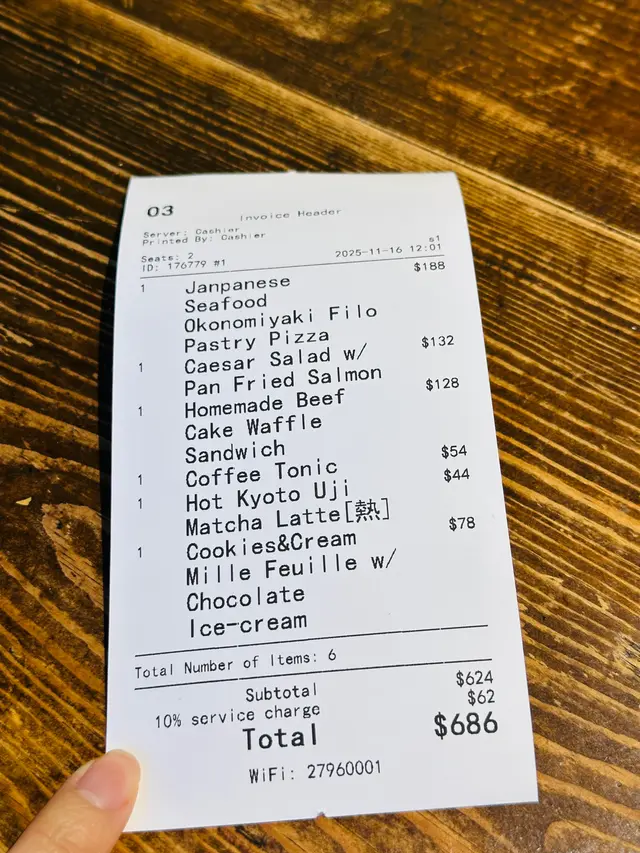 03
Invoice Header
Server: Cashier
Printed By: Cashier
s1
Seats: 2 2025-11-16 12:01
ID: 176779 #1
1 Janpanese $188
Seafood
Okonomiyaki Filo
Pastry Pizza
1 Caesar Salad w/ $132
Pan Fried Salmon
1 Homemade Beef $128
Cake Waffle
Sandwich
1 Coffee Tonic $54
1 Hot Kyoto Uji $44
Matcha Latte[熱]
1 Cookies&Cream $78
Mille Feuille w/
Chocolate
Ice-cream
Total Number of Items: 6
Subtotal $624
10% service charge $62
Total $686
WiFi: 27960001